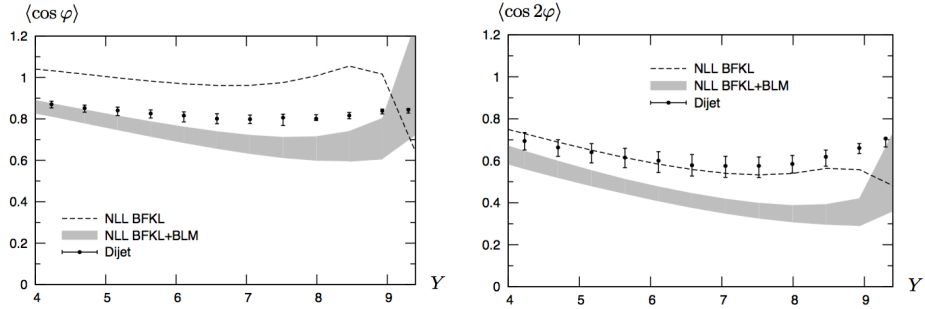 ⟨cos φ⟩
1.2
1
0.8
0.6
0.4
0.2
0
NLL BFKL
NLL BFKL+BLM
Dijet
4 5 6 7 8 9 Y
⟨cos 2φ⟩
1.2
1
0.8
0.6
0.4
0.2
0
NLL BFKL
NLL BFKL+BLM
Dijet
4 5 6 7 8 9 Y